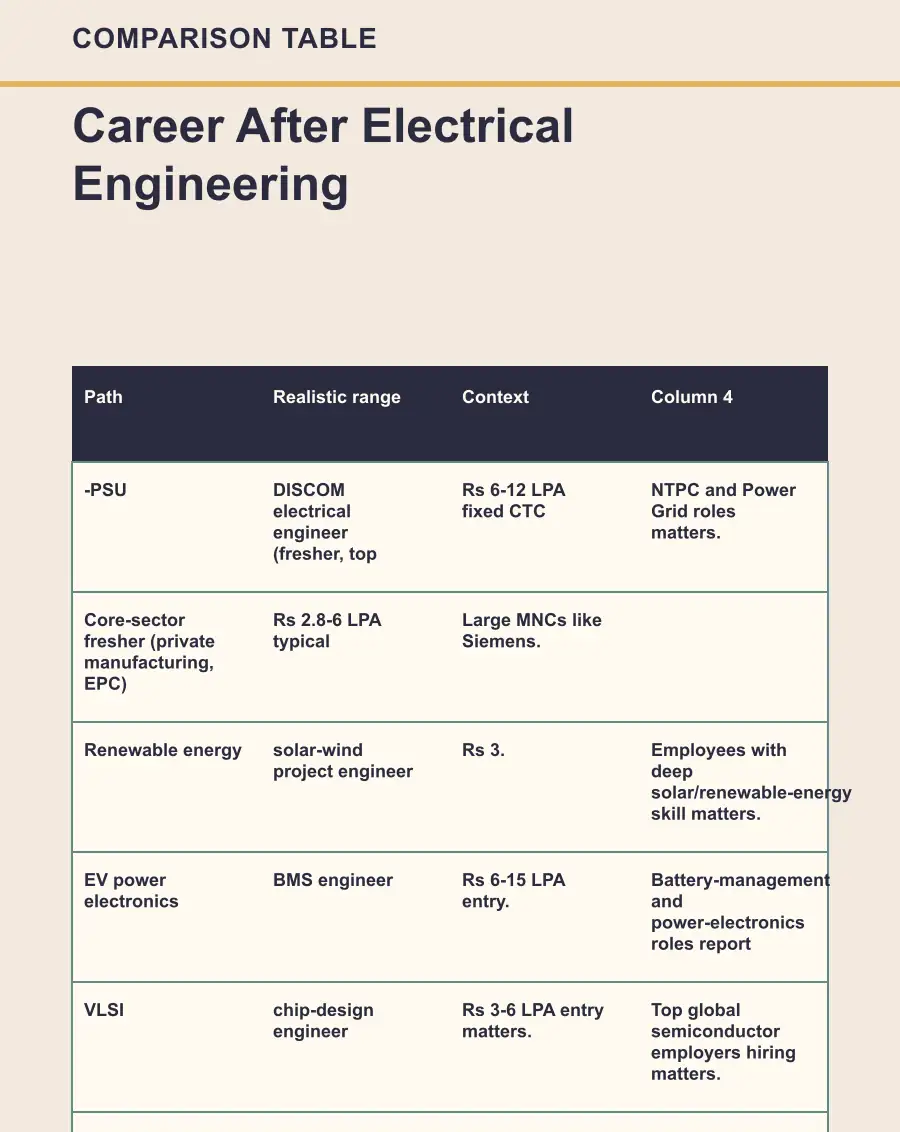 COMPARISON TABLE
Career After Electrical
Engineering
Path
Realistic range
Context
Column 4
-PSU
DISCOM
electrical
engineer
(fresher, top
Rs 6-12 LPA
fixed CTC
NTPC and Power
Grid roles
matters.
Core-sector
fresher (private
manufacturing,
EPC)
Rs 2.8-6 LPA
typical
Large MNCs like
Siemens.
Renewable energy
solar-wind
project engineer
Rs 3.
Employees with
deep
solar/renewable-energy
skill matters.
EV power
electronics
BMS engineer
Rs 6-15 LPA
entry.
Battery-management
and
power-electronics
roles report
VLSI
chip-design
engineer
Rs 3-6 LPA entry
matters.
Top global
semiconductor
employers hiring
matters.